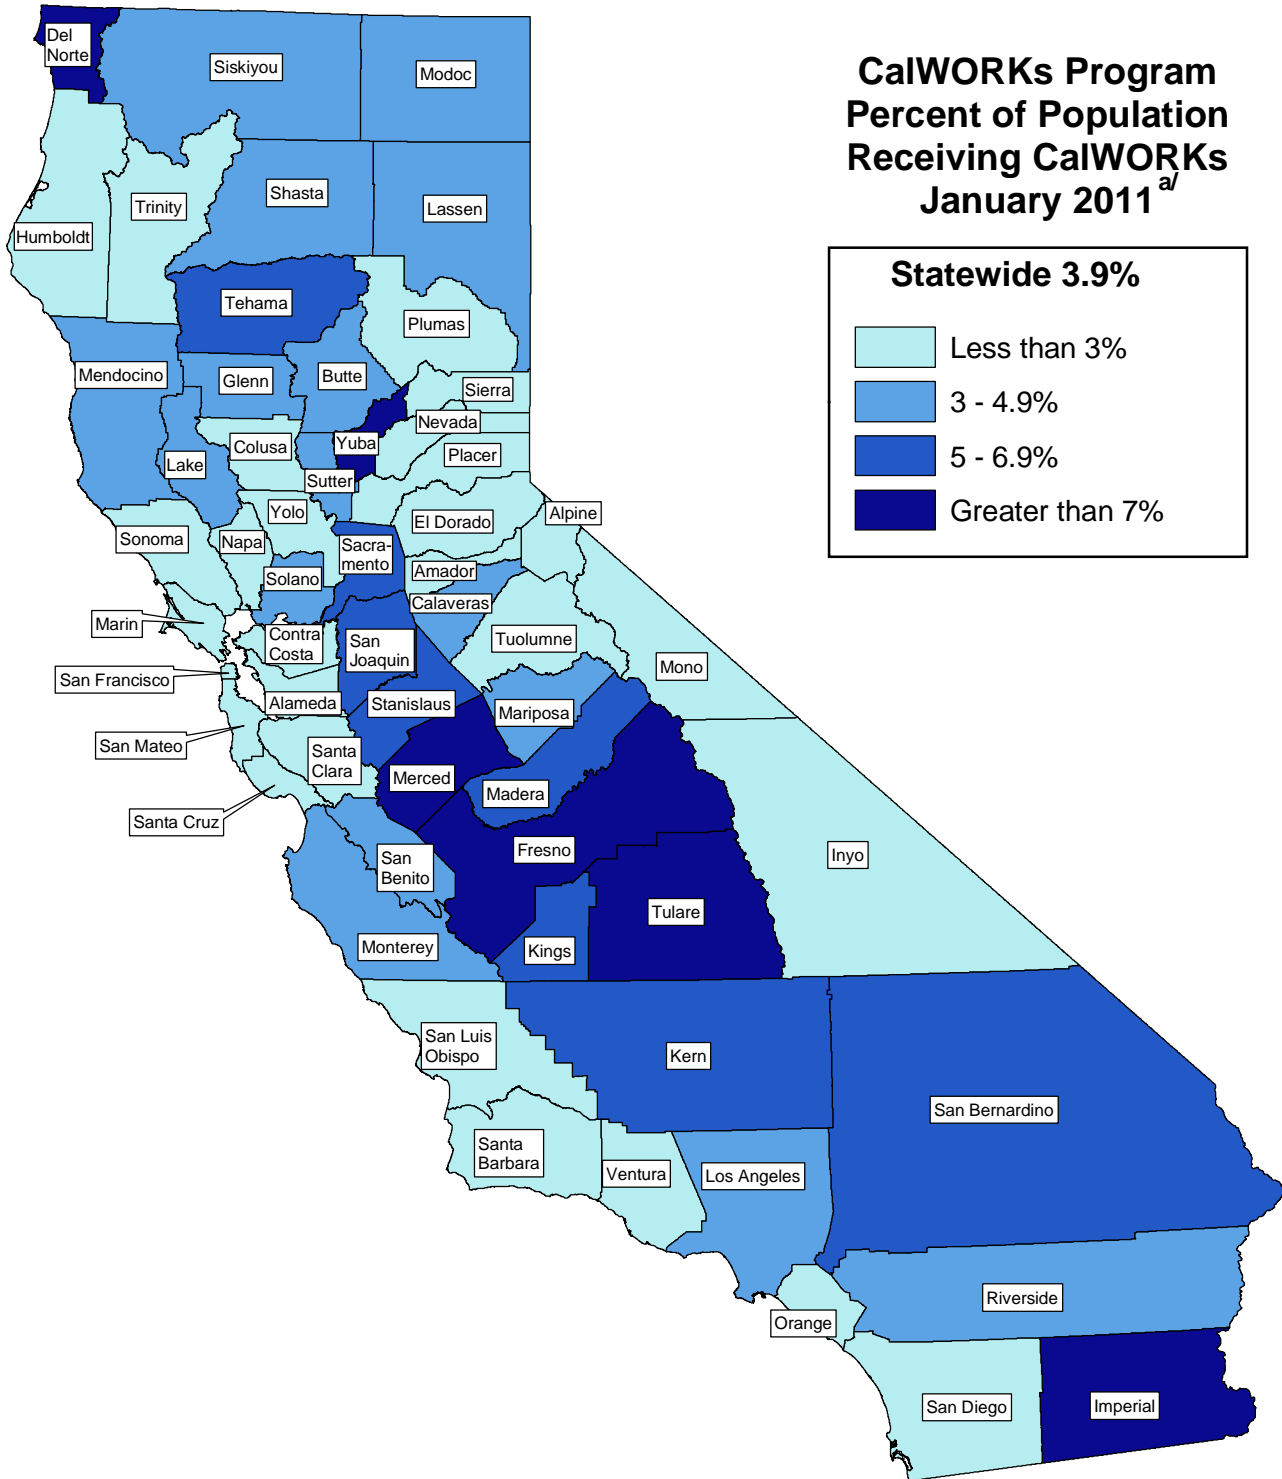 CalWORKs Program
Percent of Population
Receiving CalWORKs
January 2011 a/
Statewide 3.9%
Less than 3%
3 - 4.9%
5 - 6.9%
Greater than 7%
Del
Norte
Siskiyou
Modoc
Humboldt
Trinity
Shasta
Lassen
Tehama
Plumas
Mendocino
Glenn
Butte
Sierra
Nevada
Colusa
Yuba
Placer
Lake
Sutter
Yolo
El Dorado
Alpine
Sonoma
Napa
Sacra-
mento
Solano
Amador
Calaveras
Marin
Contra
Costa
San
Joaquin
Tuolumne
Mono
San Francisco
Alameda
Stanislaus
Mariposa
San Mateo
Santa
Clara
Merced
Madera
Santa Cruz
San
Benito
Fresno
Inyo
Tulare
Monterey
Kings
San Luis
Obispo
Kern
San Bernardino
Santa
Barbara
Ventura
Los Angeles
Riverside
Orange
San Diego
Imperial